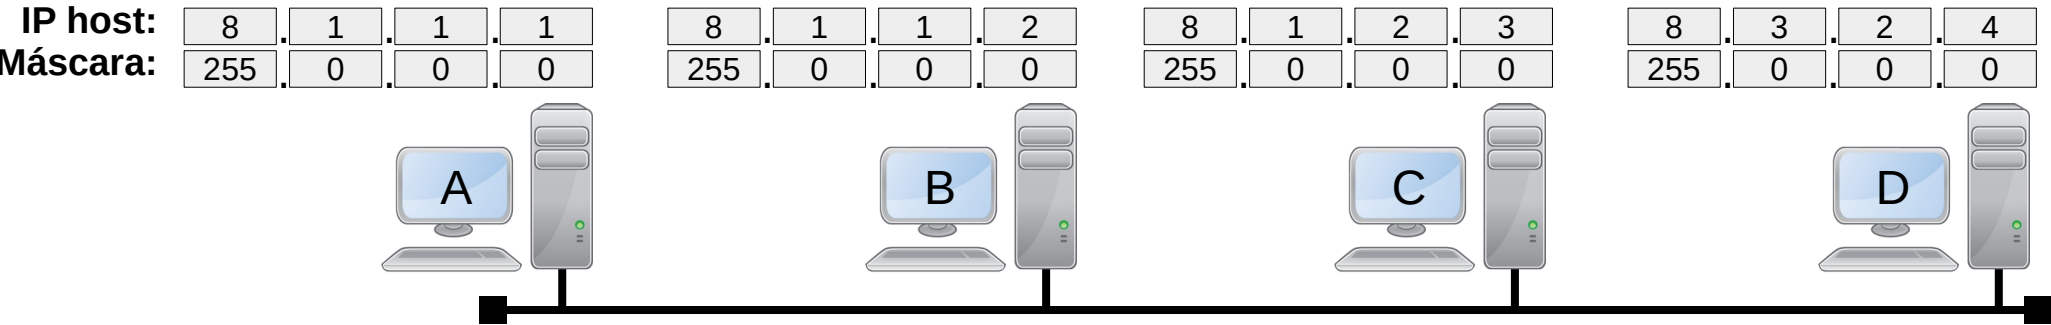 IP host: 8 . 1 . 1 . 1 8 . 1 . 1 . 2 8 . 1 . 2 . 3 8 . 3 . 2 . 4
Máscara: 255 . 0 . 0 . 0 255 . 0 . 0 . 0 255 . 0 . 0 . 0 255 . 0 . 0 . 0
A B C D